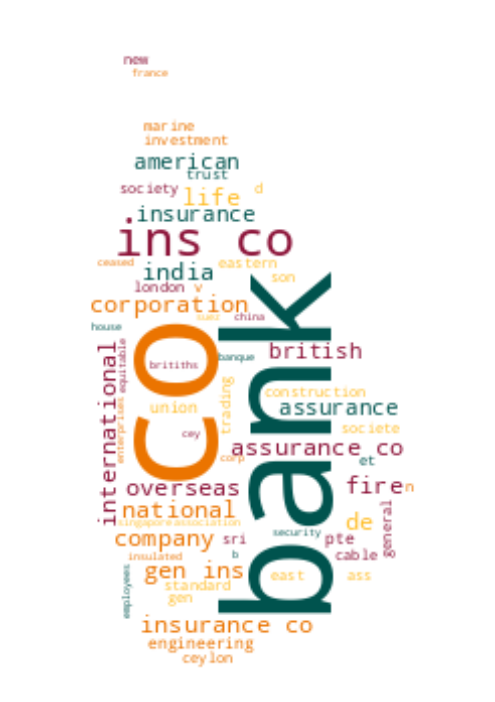 new
france
marine
investment
american
trust
society
life
d
insurance
ins co
ceased
eastern
india
son
london
v
corporation
suez
china
house
co
bank
british
banque
britiths
equitable
international
enterprises
trading
union
construction
assurance
societe
cey
assurance co
corp
et
overseas
fire
n
national
de
singapore association
general
company
sri
security
pte
insulated
b
cable
gen ins
employees
east
ass
standard
gen
insurance co
engineering
ceylon